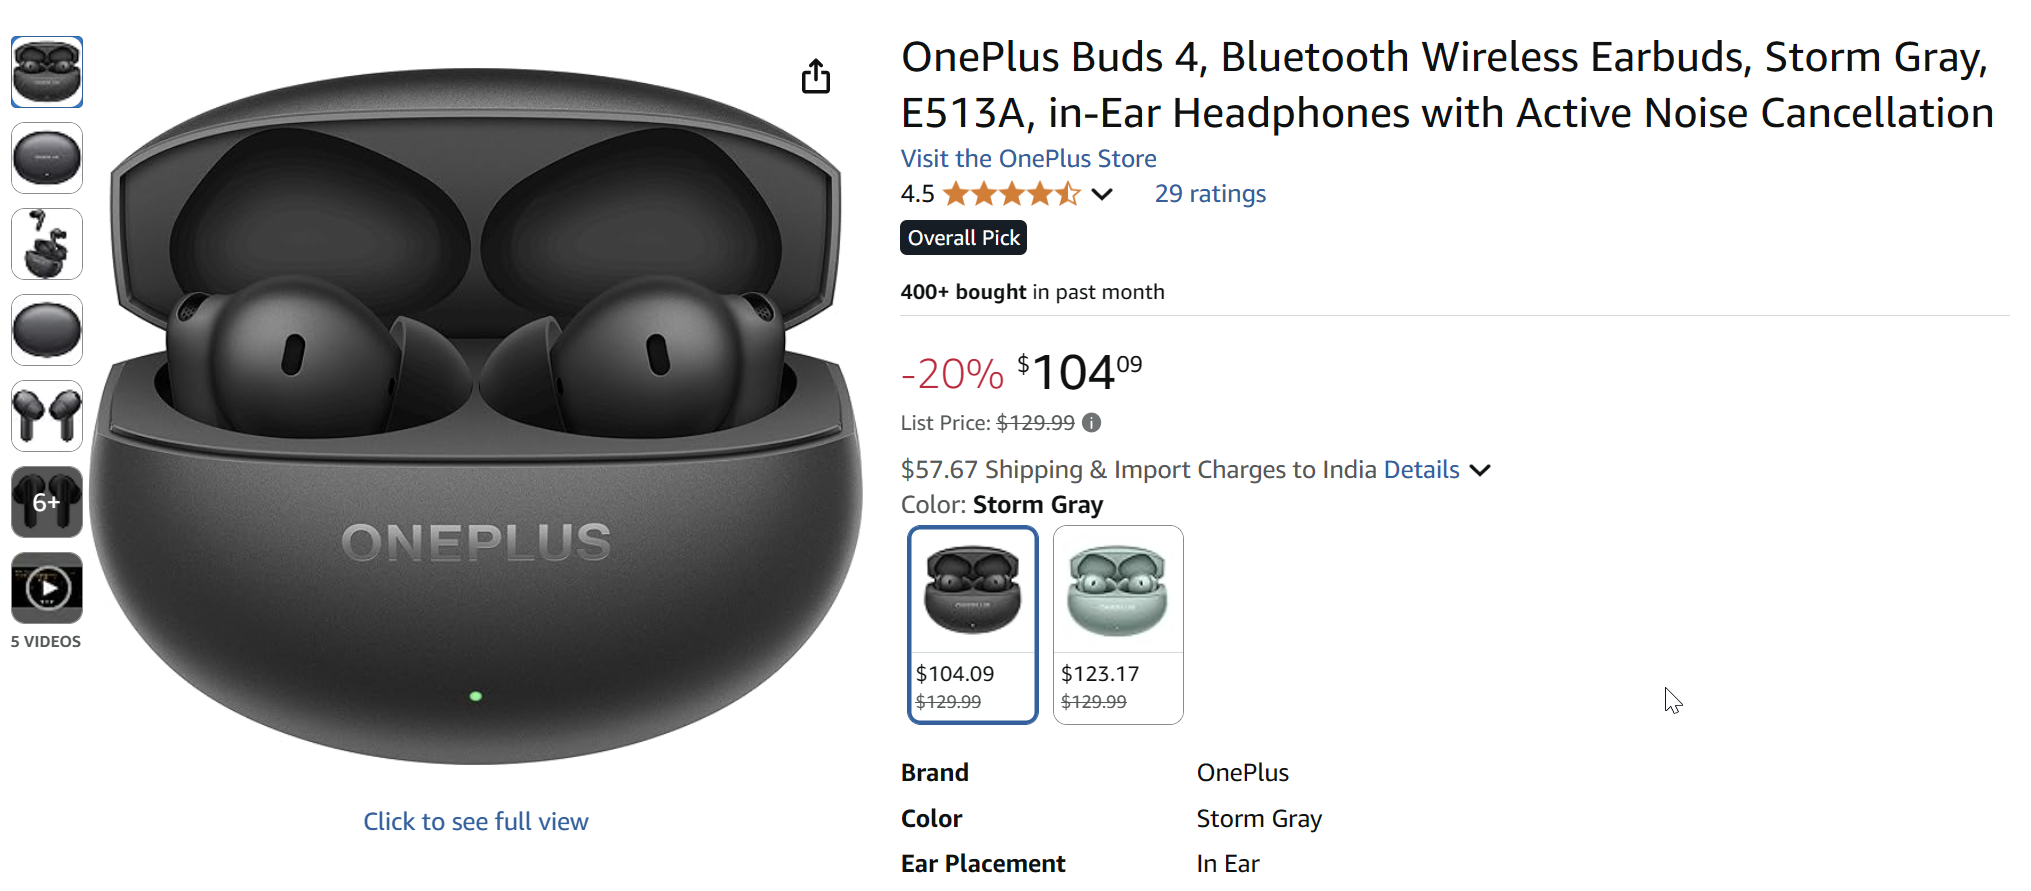 OnePlus Buds 4, Bluetooth Wireless Earbuds, Storm Gray,
E513A, in-Ear Headphones with Active Noise Cancellation
Visit the OnePlus Store
4.5
29 ratings
Overall Pick
400+ bought in past month
-20% $104.09
List Price: $129.99
$57.67 Shipping & Import Charges to India Details
Color: Storm Gray
$104.09
$129.99
$123.17
$129.99
Brand OnePlus
Color Storm Gray
Ear Placement In Ear
ONEPLUS
6+
5 VIDEOS
Click to see full view